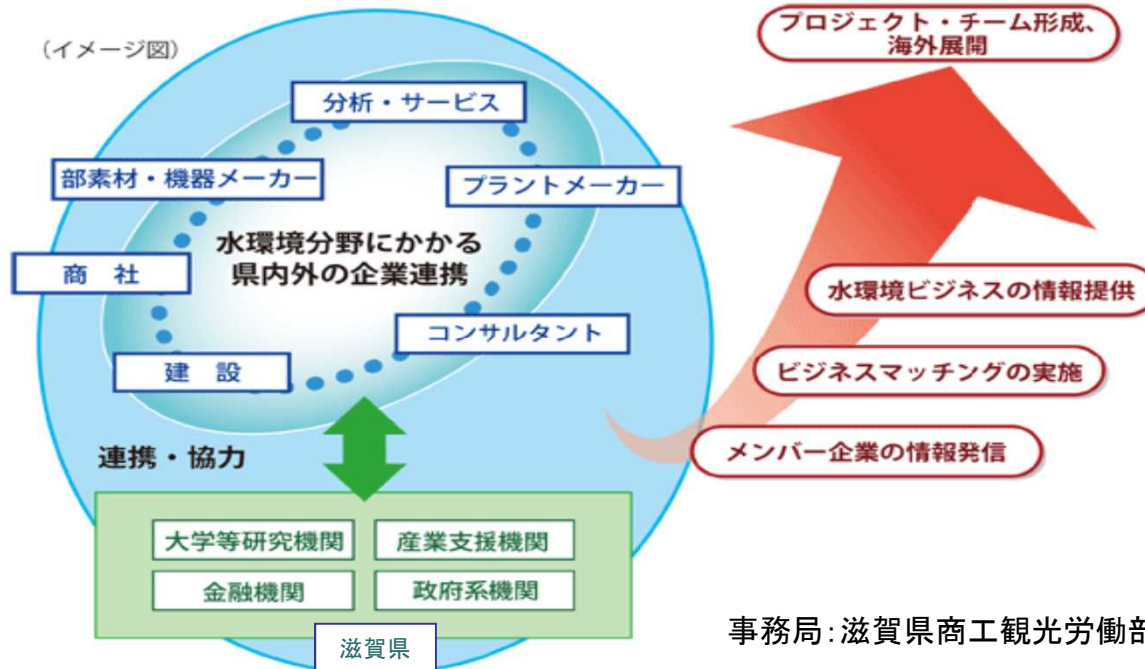 (イメージ図)
プロジェクト・チーム形成、
海外展開
分析・サービス
部素材・機器メーカー
プラントメーカー
水環境分野にかかる
県内外の企業連携
商 社
コンサルタント
建 設
水環境ビジネスの情報提供
ビジネスマッチングの実施
メンバー企業の情報発信
連携・協力
大学等研究機関
産業支援機関
金融機関
政府系機関
滋賀県
事務局:滋賀県商工観光労働部